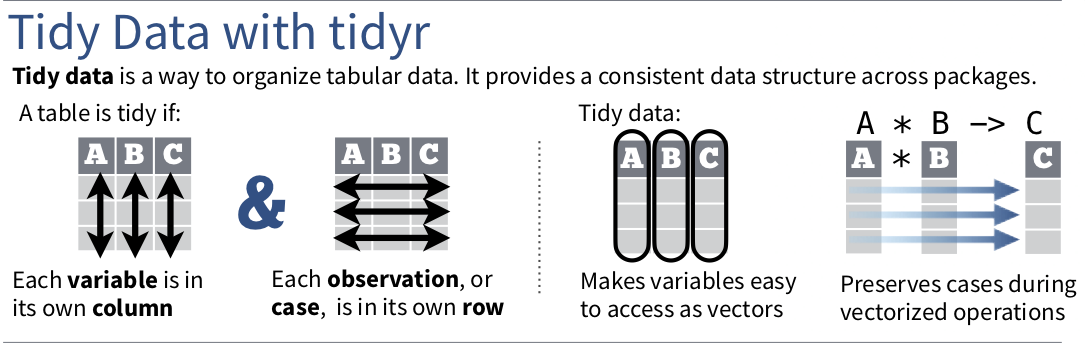 Tidy Data with tidyr
Tidy data is a way to organize tabular data. It provides a consistent data structure across packages.
A table is tidy if:
A B C
Each variable is in
its own column
&
A B C
Each observation, or
case, is in its own row
Tidy data:
A B C
Makes variables easy
to access as vectors
A * B -> C
A * B C
Preserves cases during
vectorized operations